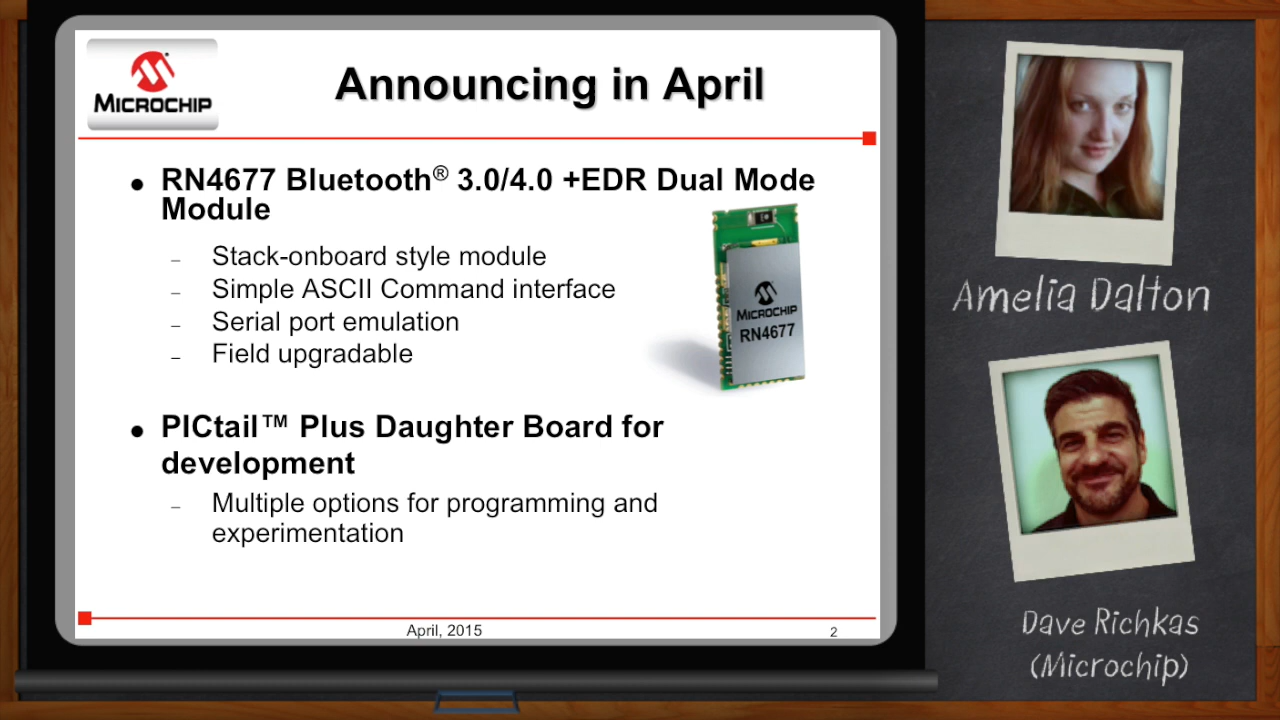 MICROCHIP
Announcing in April
• RN4677 Bluetooth® 3.0/4.0 +EDR Dual Mode
Module
– Stack-onboard style module
– Simple ASCII Command interface
– Serial port emulation
– Field upgradable
MICROCHIP
RN4677
• PICtail™ Plus Daughter Board for
development
– Multiple options for programming and
experimentation
April, 2015
2
Amelia Dalton
Dave Richkas
(Microchip)